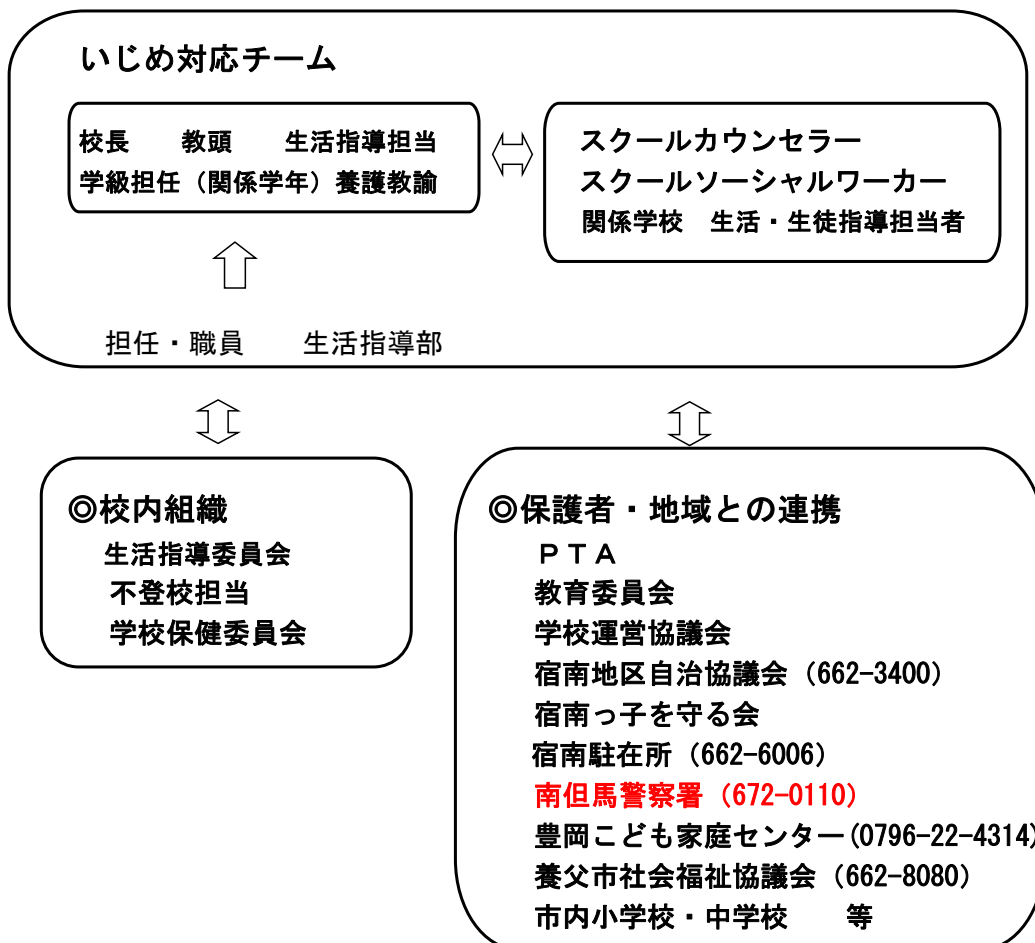 いじめ対応チーム
校長　　教頭　　生活指導担当
学級担任（関係学年）養護教諭
スクールカウンセラー
スクールソーシャルワーカー
関係学校　生活・生徒指導担当者
担任・職員　　生活指導部
◎校内組織
生活指導委員会
不登校担当
学校保健委員会
◎保護者・地域との連携
ＰＴＡ
教育委員会
学校運営協議会
宿南地区自治協議会（662-3400）
宿南っ子を守る会
宿南駐在所（662-6006）
南但馬警察署（672-0110）
豊岡こども家庭センター(0796-22-4314)
養父市社会福祉協議会（662-8080）
市内小学校・中学校　　等